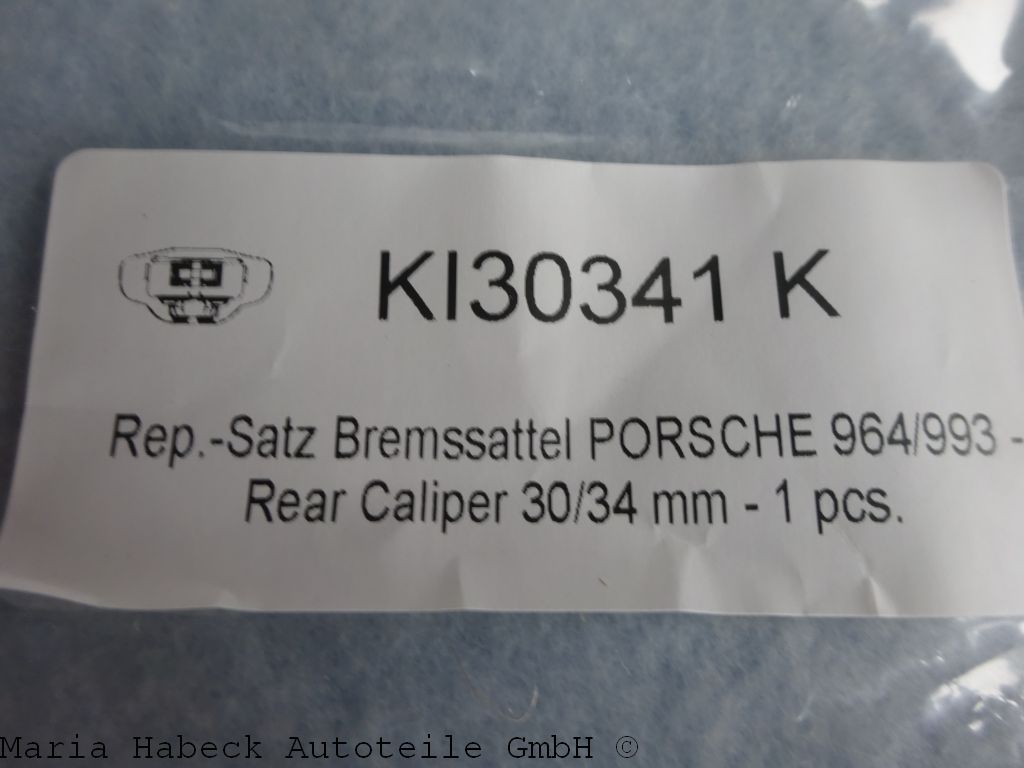 KI30341 K
Rep.-Satz Bremssattel PORSCHE 964/993 -
Rear Caliper 30/34 mm - 1 pcs.
Maria Habeck Autoteile GmbH ©